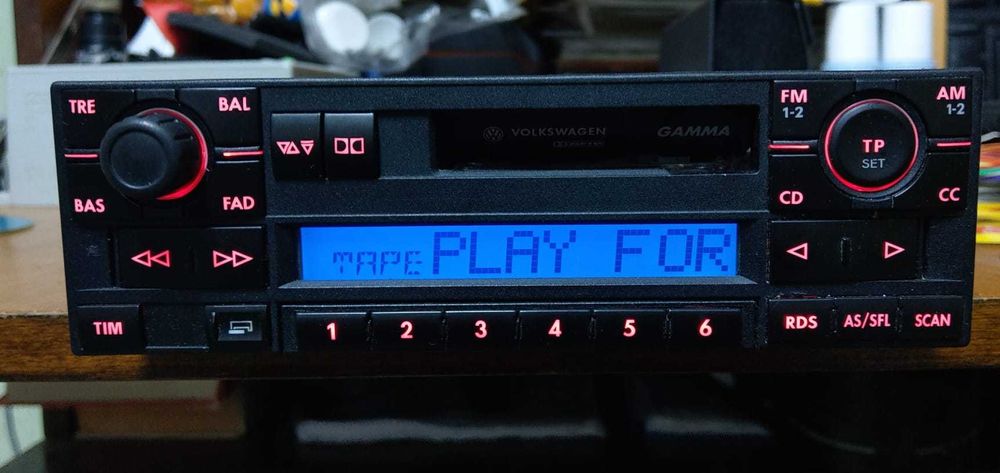 TRE BAL
BAS FAD
VOLKSWAGEN GAMMA
FM 1-2
AM 1-2
TP
SET
CD CC
TAPE PLAY FOR
TIM
1 2 3 4 5 6
RDS AS/SFL SCAN